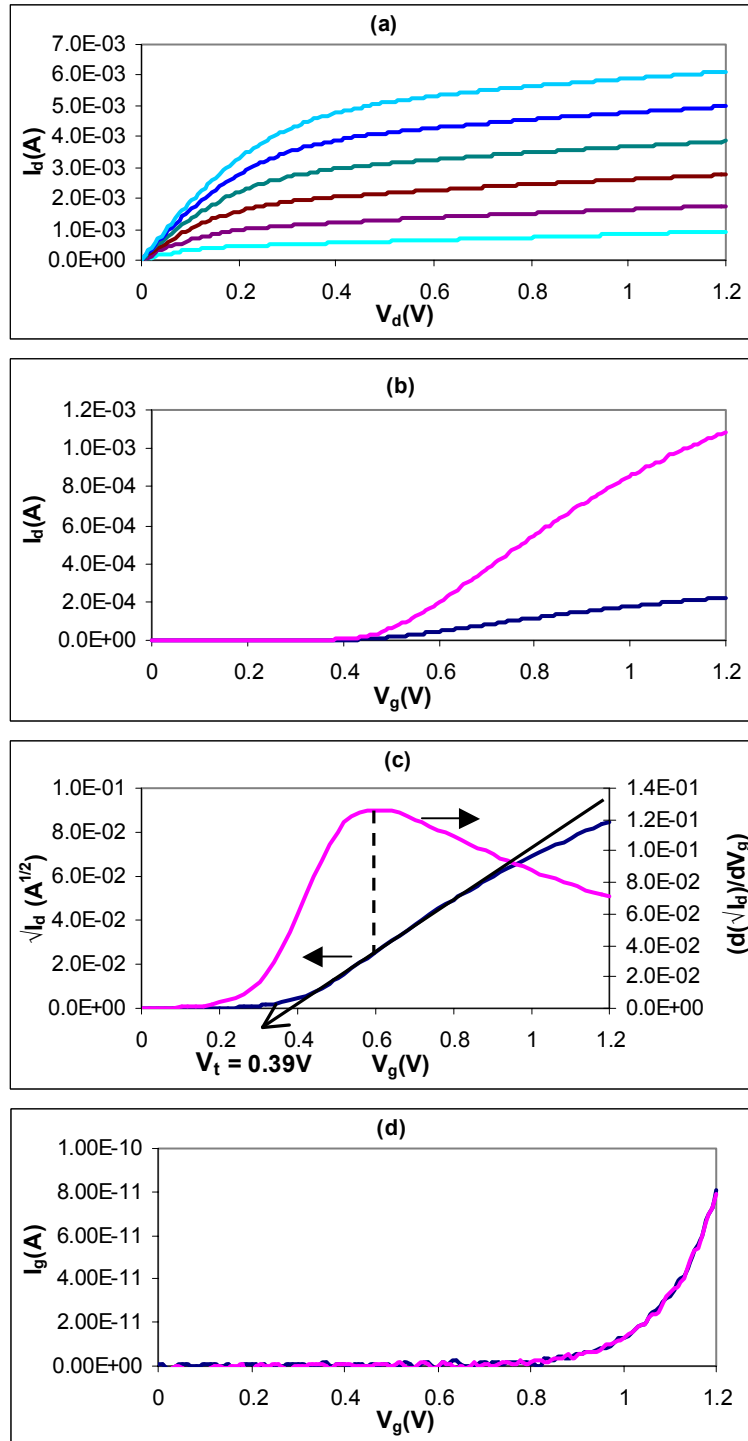 (a)
7.0E-03
6.0E-03
5.0E-03
4.0E-03
3.0E-03
2.0E-03
1.0E-03
0.0E+00
I_d(A)
0 0.2 0.4 0.6 0.8 1 1.2
V_d(V)
(b)
1.2E-03
1.0E-03
8.0E-04
6.0E-04
4.0E-04
2.0E-04
0.0E+00
I_d(A)
0 0.2 0.4 0.6 0.8 1 1.2
V_g(V)
(c)
1.0E-01
8.0E-02
6.0E-02
4.0E-02
2.0E-02
0.0E+00
√I_d (A^1/2)
1.4E-01
1.2E-01
1.0E-01
8.0E-02
6.0E-02
4.0E-02
2.0E-02
0.0E+00
(d(√I_d)/dV_g)
0 0.2 0.4 0.6 0.8 1 1.2
V_t = 0.39V
V_g(V)
(d)
1.00E-10
8.00E-11
6.00E-11
4.00E-11
2.00E-11
0.00E+00
I_g(A)
0 0.2 0.4 0.6 0.8 1 1.2
V_g(V)